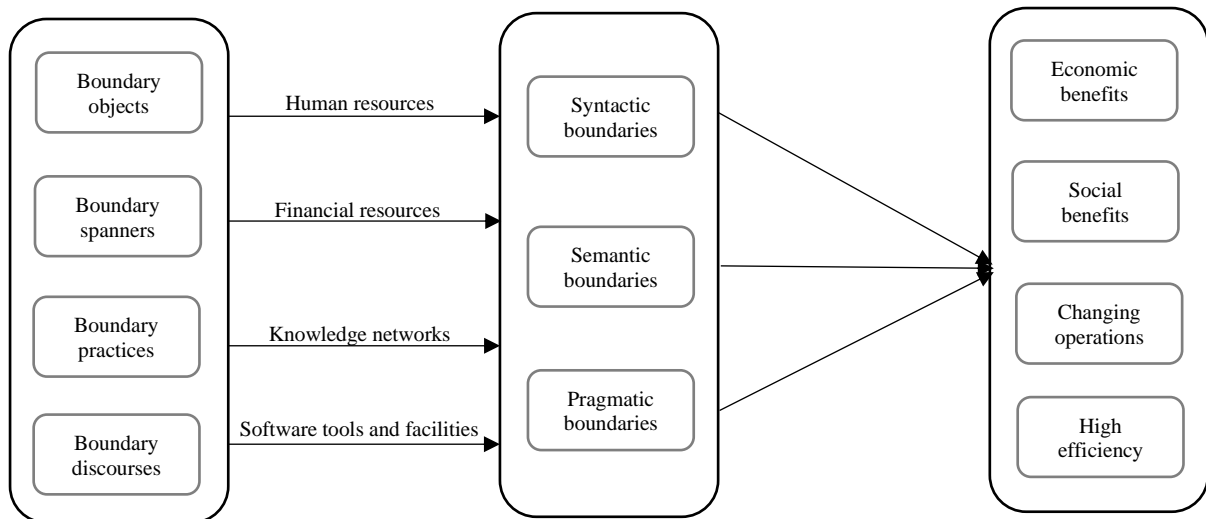 Boundary
objects
Boundary
spanners
Boundary
practices
Boundary
discourses
Human resources
Financial resources
Knowledge networks
Software tools and facilities
Syntactic
boundaries
Semantic
boundaries
Pragmatic
boundaries
Economic
benefits
Social
benefits
Changing
operations
High
efficiency